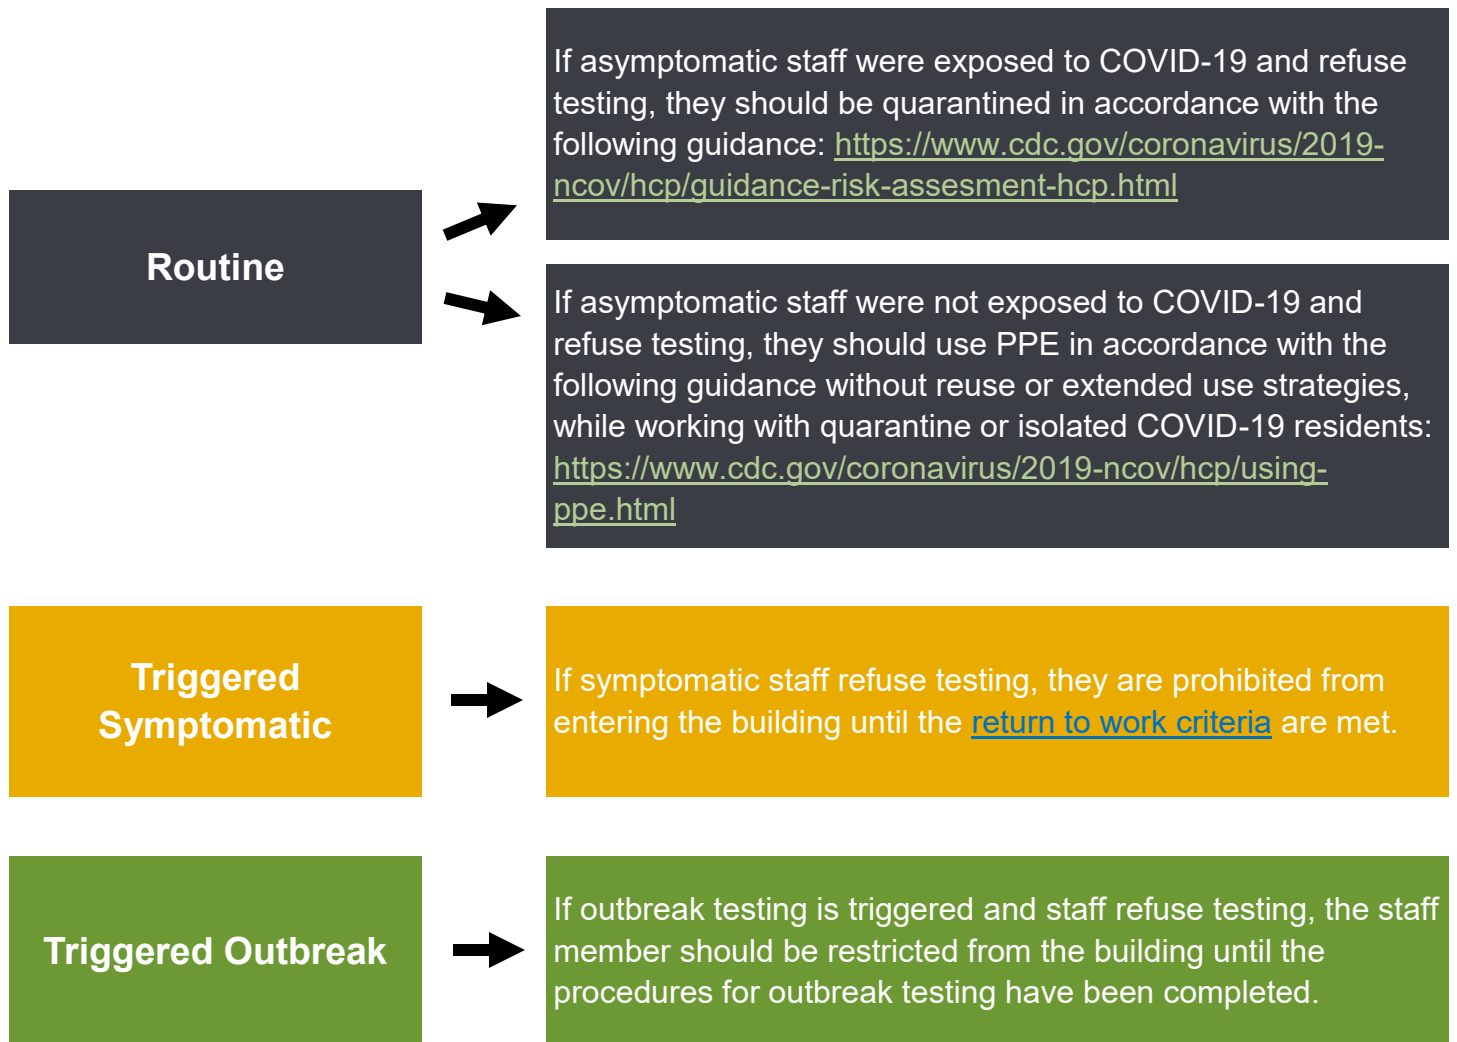 Routine
If asymptomatic staff were exposed to COVID-19 and refuse
testing, they should be quarantined in accordance with the
following guidance: https://www.cdc.gov/coronavirus/2019-
ncov/hcp/guidance-risk-assesment-hcp.html
If asymptomatic staff were not exposed to COVID-19 and
refuse testing, they should use PPE in accordance with the
following guidance without reuse or extended use strategies,
while working with quarantine or isolated COVID-19 residents:
https://www.cdc.gov/coronavirus/2019-ncov/hcp/using-
ppe.html
Triggered
Symptomatic
If symptomatic staff refuse testing, they are prohibited from
entering the building until the return to work criteria are met.
Triggered Outbreak
If outbreak testing is triggered and staff refuse testing, the staff
member should be restricted from the building until the
procedures for outbreak testing have been completed.